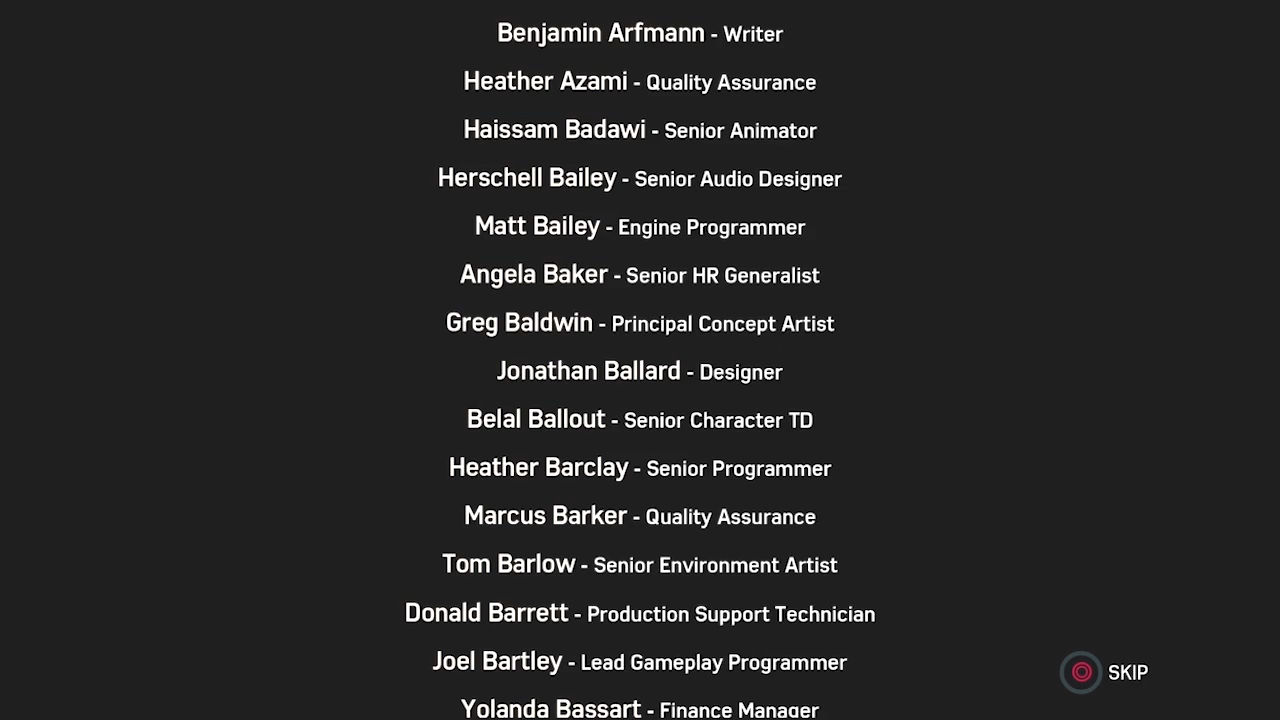 Benjamin Arfmann - Writer
Heather Azami - Quality Assurance
Haissam Badawi - Senior Animator
Herschell Bailey - Senior Audio Designer
Matt Bailey - Engine Programmer
Angela Baker - Senior HR Generalist
Greg Baldwin - Principal Concept Artist
Jonathan Ballard - Designer
Belal Ballout - Senior Character TD
Heather Barclay - Senior Programmer
Marcus Barker - Quality Assurance
Tom Barlow - Senior Environment Artist
Donald Barrett - Production Support Technician
Joel Bartley - Lead Gameplay Programmer
SKIP
Yolanda Bassart - Finance Manager